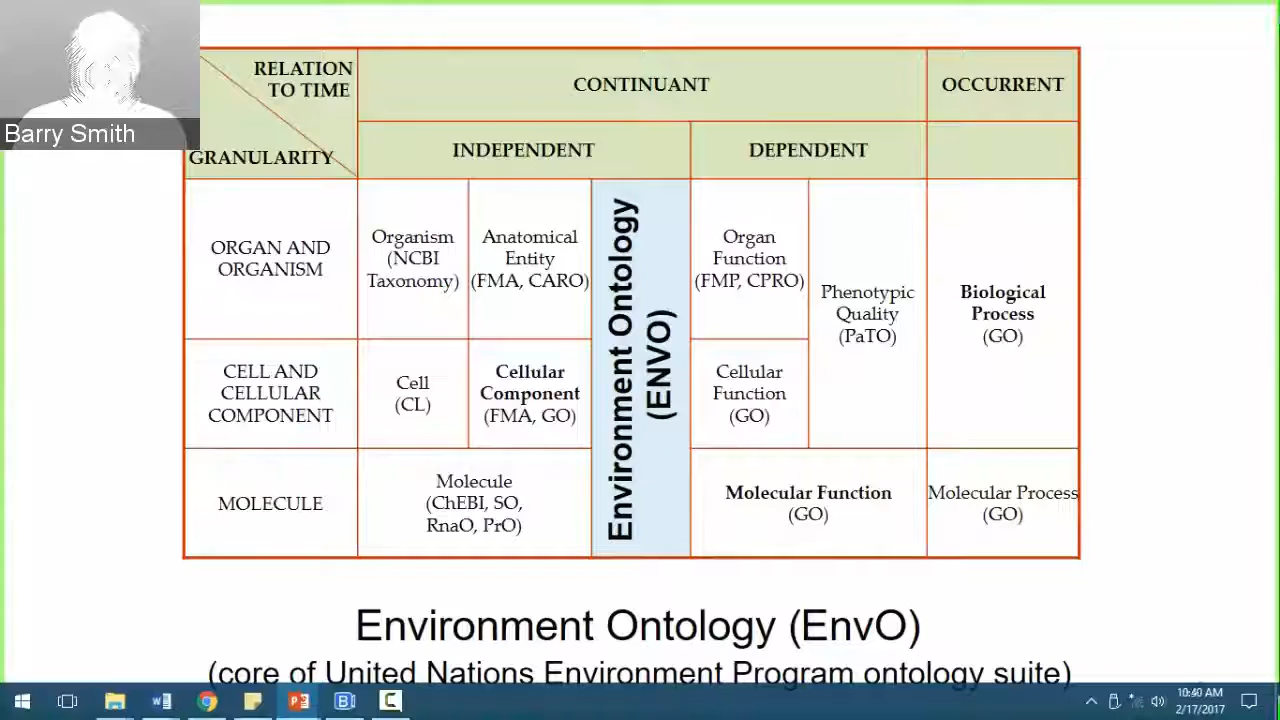 Barry Smith
RELATION
TO TIME
GRANULARITY
CONTINUANT
OCCURRENT
INDEPENDENT
DEPENDENT
ORGAN AND
ORGANISM
Organism
(NCBI
Taxonomy)
Anatomical
Entity
(FMA, CARO)
Environment Ontology
(ENVO)
Organ
Function
(FMP, CPRO)
Phenotypic
Quality
(PaTO)
Biological
Process
(GO)
CELL AND
CELLULAR
COMPONENT
Cell
(CL)
Cellular
Component
(FMA, GO)
Cellular
Function
(GO)
MOLECULE
Molecule
(ChEBI, SO,
RnaO, PrO)
Molecular Function
(GO)
Molecular Process
(GO)
Environment Ontology (EnvO)
(core of United Nations Environment Program ontology suite)
10:40 AM
2/17/2017